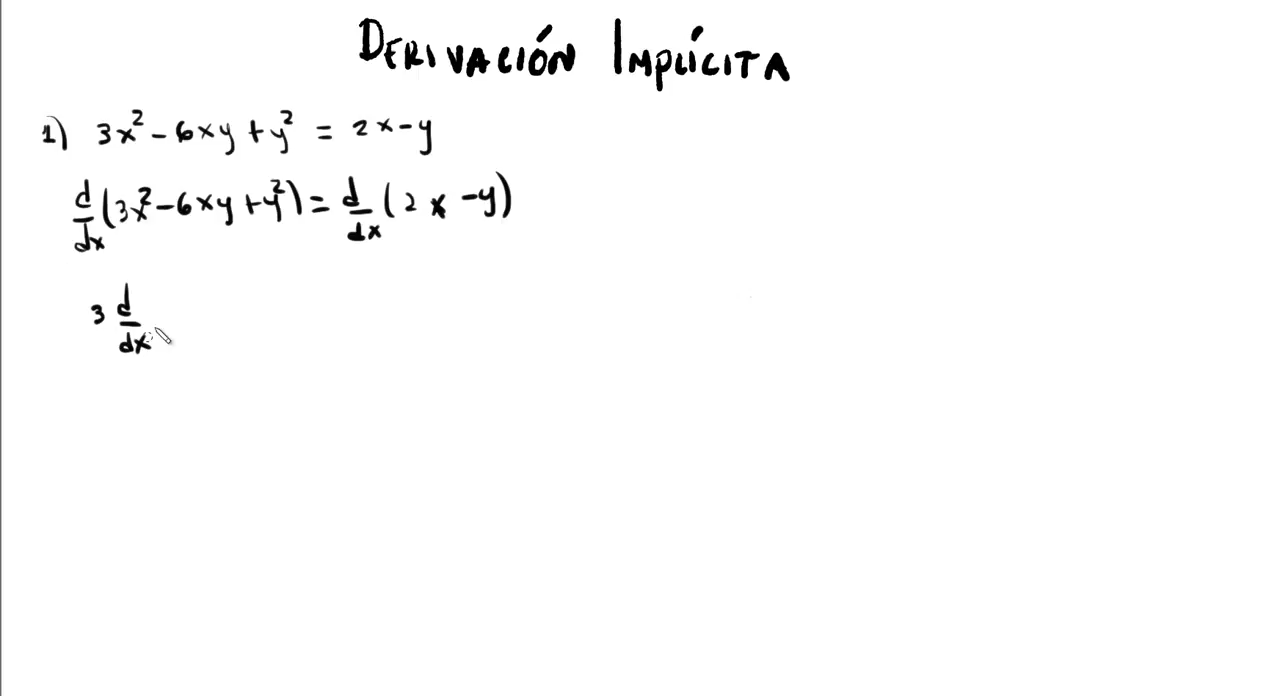 DERIVACIÓN IMPLÍCITA
1) 3x² - 6xy + y² = 2x - y
d/dx (3x² - 6xy + y²) = d/dx (2x - y)
3 d/dx